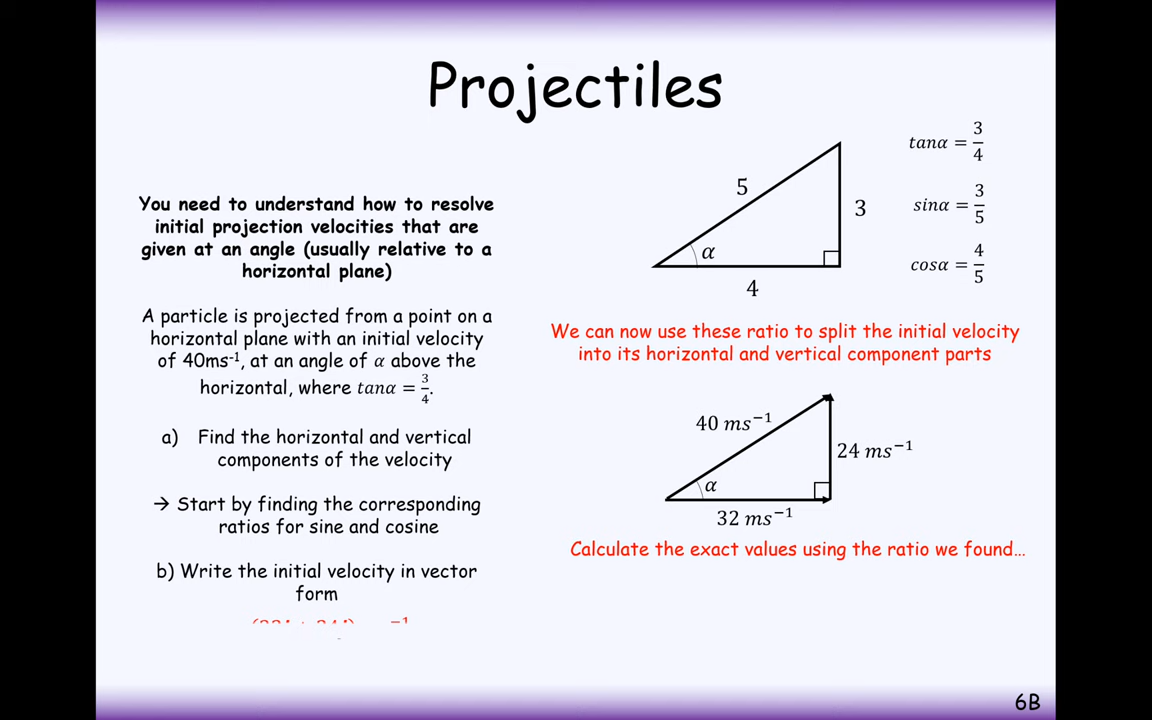 Projectiles
You need to understand how to resolve
initial projection velocities that are
given at an angle (usually relative to a
horizontal plane)
A particle is projected from a point on a
horizontal plane with an initial velocity
of 40ms⁻¹, at an angle of α above the
horizontal, where tanα = 3/4.
a) Find the horizontal and vertical
components of the velocity
→ Start by finding the corresponding
ratios for sine and cosine
b) Write the initial velocity in vector
form
5
3
α
4
tanα = 3/4
sinα = 3/5
cosα = 4/5
We can now use these ratio to split the initial velocity
into its horizontal and vertical component parts
40 ms⁻¹
24 ms⁻¹
α
32 ms⁻¹
Calculate the exact values using the ratio we found…
6B